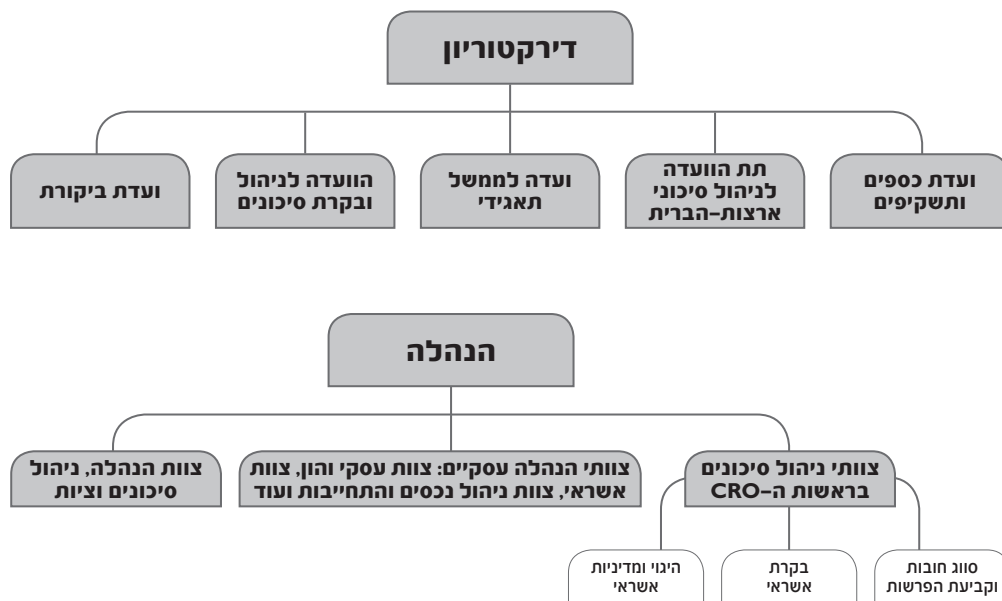 דירקטוריון
ועדת כספים
ותשקיפים
תת הוועדה
לניהול סיכוני
ארצות–הברית
ועדה לממשל
תאגידי
הוועדה לניהול
ובקרת סיכונים
ועדת ביקורת
הנהלה
צוותי ניהול סיכונים
בראשות ה–CRO
צוותי הנהלה עסקיים: צוות עסקי והון, צוות
אשראי, צוות ניהול נכסים והתחייבות ועוד
צוות הנהלה, ניהול
סיכונים וציות
סווג חובות
וקביעת הפרשות
בקרת
אשראי
היגוי ומדיניות
אשראי